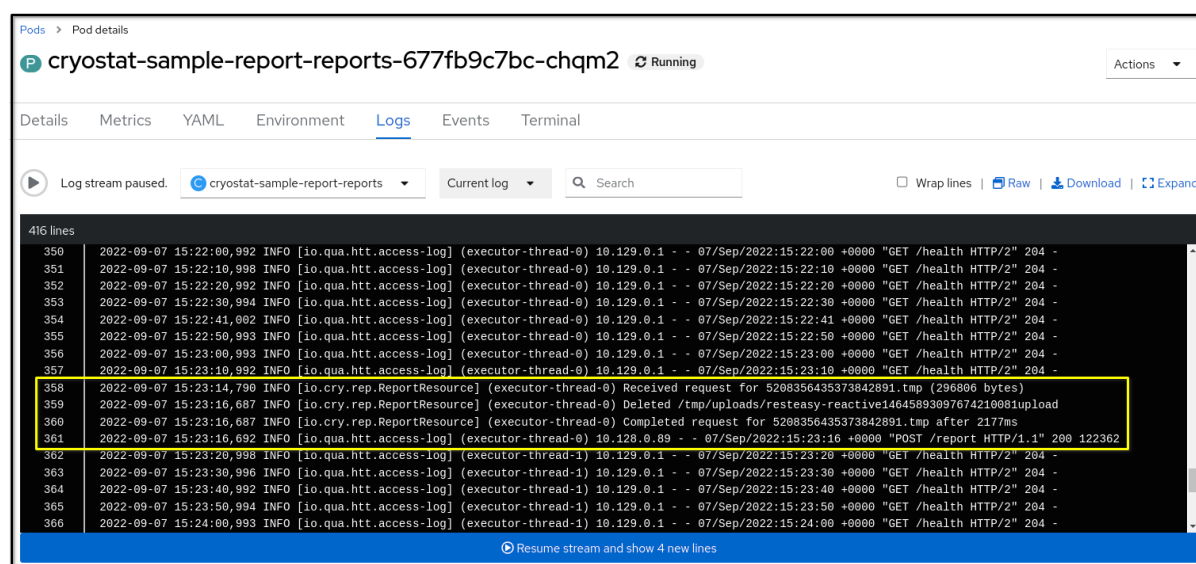 Pods > Pod details
P cryostat-sample-report-reports-677fb9c7bc-chqm2 Running
Actions
Details Metrics YAML Environment Logs Events Terminal
Log stream paused. C cryostat-sample-report-reports Current log Search Wrap lines | Raw | Download | Expand
416 lines
350 2022-09-07 15:22:00,992 INFO [io.qua.htt.access-log] (executor-thread-0) 10.129.0.1 - - 07/Sep/2022:15:22:00 +0000 "GET /health HTTP/2" 204 -
351 2022-09-07 15:22:10,998 INFO [io.qua.htt.access-log] (executor-thread-0) 10.129.0.1 - - 07/Sep/2022:15:22:10 +0000 "GET /health HTTP/2" 204 -
352 2022-09-07 15:22:20,992 INFO [io.qua.htt.access-log] (executor-thread-0) 10.129.0.1 - - 07/Sep/2022:15:22:20 +0000 "GET /health HTTP/2" 204 -
353 2022-09-07 15:22:30,994 INFO [io.qua.htt.access-log] (executor-thread-0) 10.129.0.1 - - 07/Sep/2022:15:22:30 +0000 "GET /health HTTP/2" 204 -
354 2022-09-07 15:22:41,002 INFO [io.qua.htt.access-log] (executor-thread-0) 10.129.0.1 - - 07/Sep/2022:15:22:41 +0000 "GET /health HTTP/2" 204 -
355 2022-09-07 15:22:50,993 INFO [io.qua.htt.access-log] (executor-thread-0) 10.129.0.1 - - 07/Sep/2022:15:22:50 +0000 "GET /health HTTP/2" 204 -
356 2022-09-07 15:23:00,993 INFO [io.qua.htt.access-log] (executor-thread-0) 10.129.0.1 - - 07/Sep/2022:15:23:00 +0000 "GET /health HTTP/2" 204 -
357 2022-09-07 15:23:10,992 INFO [io.qua.htt.access-log] (executor-thread-0) 10.129.0.1 - - 07/Sep/2022:15:23:10 +0000 "GET /health HTTP/2" 204 -
358 2022-09-07 15:23:14,790 INFO [io.cry.rep.ReportResource] (executor-thread-0) Received request for 5208356435373842891.tmp (296806 bytes)
359 2022-09-07 15:23:16,687 INFO [io.cry.rep.ReportResource] (executor-thread-0) Deleted /tmp/uploads/resteasy-reactive14645893097674210081upload
360 2022-09-07 15:23:16,687 INFO [io.cry.rep.ReportResource] (executor-thread-0) Completed request for 5208356435373842891.tmp after 2177ms
361 2022-09-07 15:23:16,692 INFO [io.qua.htt.access-log] (executor-thread-0) 10.128.0.89 - - 07/Sep/2022:15:23:16 +0000 "POST /report HTTP/1.1" 200 122362
362 2022-09-07 15:23:20,998 INFO [io.qua.htt.access-log] (executor-thread-1) 10.129.0.1 - - 07/Sep/2022:15:23:20 +0000 "GET /health HTTP/2" 204 -
363 2022-09-07 15:23:30,996 INFO [io.qua.htt.access-log] (executor-thread-1) 10.129.0.1 - - 07/Sep/2022:15:23:30 +0000 "GET /health HTTP/2" 204 -
364 2022-09-07 15:23:40,992 INFO [io.qua.htt.access-log] (executor-thread-1) 10.129.0.1 - - 07/Sep/2022:15:23:40 +0000 "GET /health HTTP/2" 204 -
365 2022-09-07 15:23:50,994 INFO [io.qua.htt.access-log] (executor-thread-1) 10.129.0.1 - - 07/Sep/2022:15:23:50 +0000 "GET /health HTTP/2" 204 -
366 2022-09-07 15:24:00,993 INFO [io.qua.htt.access-log] (executor-thread-1) 10.129.0.1 - - 07/Sep/2022:15:24:00 +0000 "GET /health HTTP/2" 204 -
Resume stream and show 4 new lines